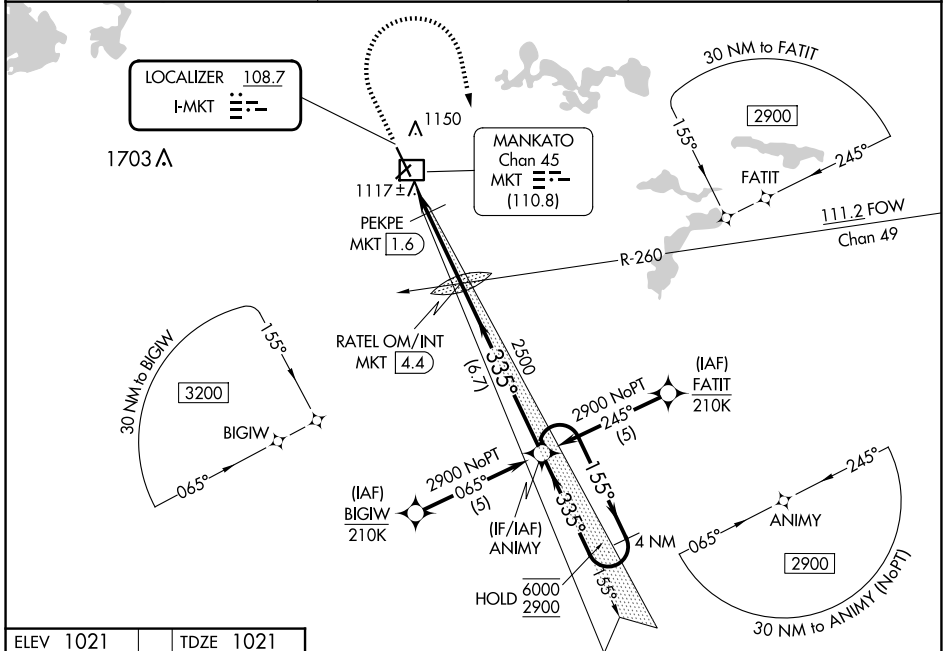 LOCALIZER 108.7
I-MKT
1703
1150
MANKATO
Chan 45
MKT
(110.8)
1117 ±
PEKPE
MKT 1.6
30 NM to FATIT
2900
155°
245°
FATIT
111.2 FOW
Chan 49
R-260
RATEL OM/INT
MKT 4.4
335°
2500
(6.7)
30 NM to BIGIW
3200
155°
BIGIW
065°
(IAF)
FATIT
210K
2900 NoPT
245°
(5)
2900 NoPT
065°
(5)
(IAF)
BIGIW
210K
(IF/IAF)
ANIMY
335°
155°
4 NM
155°
HOLD 6000
2900
065°
245°
ANIMY
2900
30 NM to ANIMY (NoPT)
ELEV 1021
TDZE 1021